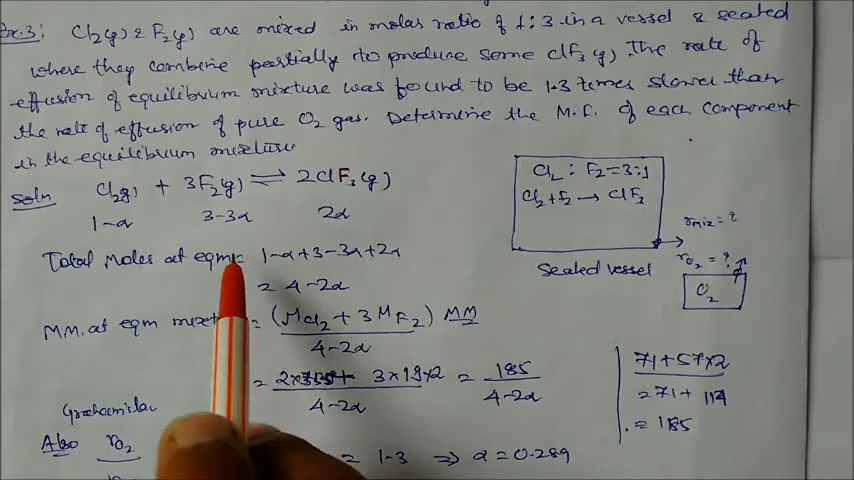 Ex.3: Cl2(g) & F2(g) are mixed in molar ratio of 1:3 in a vessel & sealed
where they combine partially to produce some ClF3(g). The rate of
effusion of equilibrium mixture was found to be 1.3 times slower than
the rate of effusion of pure O2 gas. Determine the M.F. of each component
in the equilibrium mixture.
Soln Cl2(g) + 3F2(g) ⇌ 2ClF3(g)
1-α 3-3α 2α
Total Moles at eqm = 1-α+3-3α+2α
= 4-2α
MM. at eqm = (MCl2 + 3MF2) MM
4-2α
= 3×19×2 = 185
4-2α 4-2α
Also rO2 = 1.3 ⇒ α=0.289
Cl2 : F2 = 3:1
Cl2+F2 → ClF3
rmix = ?
sealed vessel
rO2 = ?
O2
71+57×2
= 71+ 114
= 185